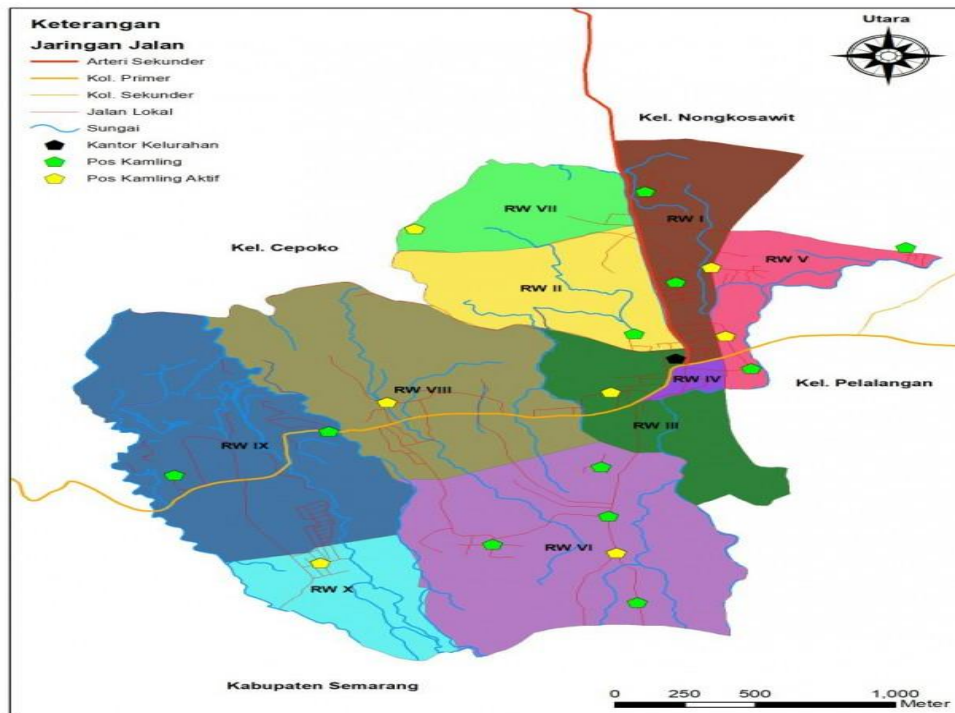 Keterangan
Jaringan Jalan
Arteri Sekunder
Kol. Primer
Kol. Sekunder
Jalan Lokal
Sungai
Kantor Kelurahan
Pos Kamling
Pos Kamling Aktif
Utara
Kel. Nongkosawit
RW VII
RW I
Kel. Cepoko
RW V
RW II
RW IV
Kel. Pelalangan
RW VIII
RW III
RW IX
RW VI
RW X
Kabupaten Semarang
0 250 500 1,000
Meter